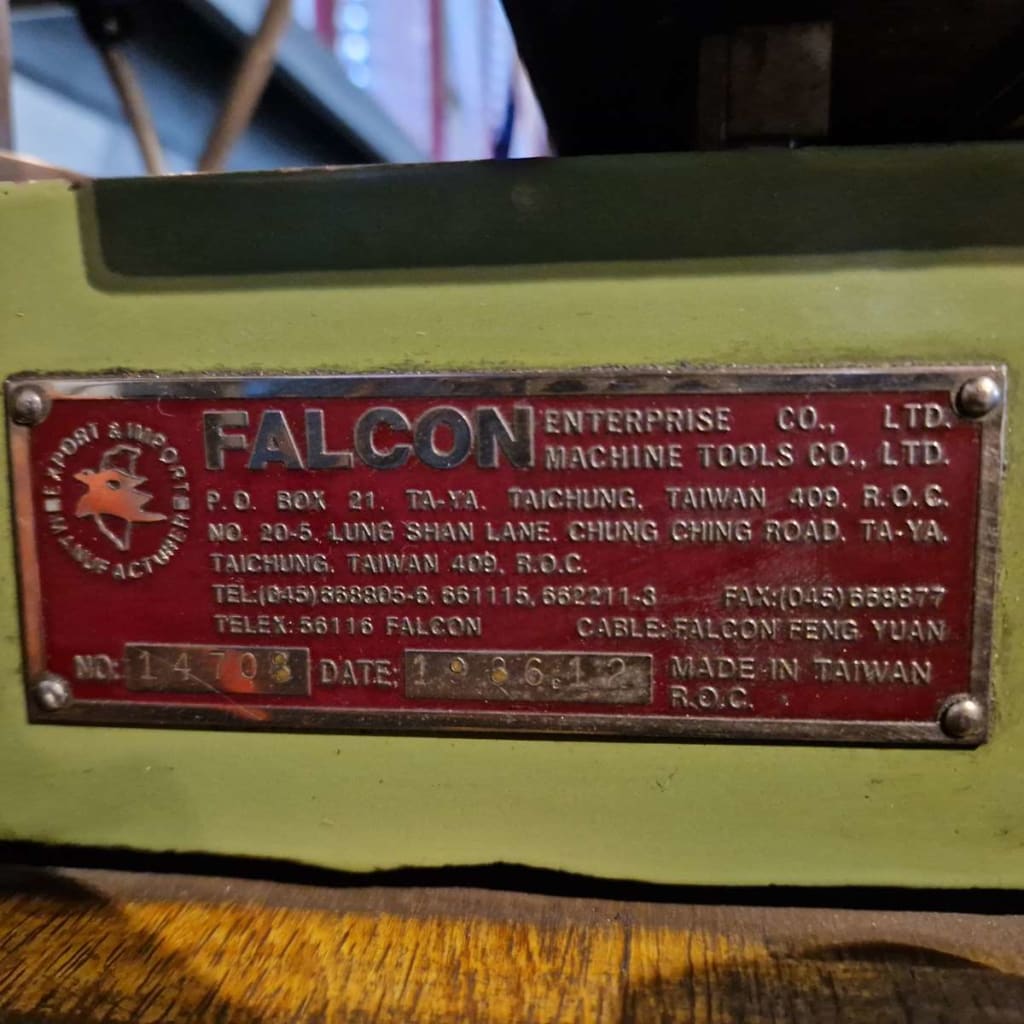 EXPORT & IMPORT
MANUFACTURER
FALCON ENTERPRISE CO., LTD.
MACHINE TOOLS CO., LTD.
P.O. BOX 21, TA-YA, TAICHUNG, TAIWAN 409, R.O.C.
NO. 20-5, LUNG SHAN LANE, CHUNG CHING ROAD, TA-YA,
TAICHUNG, TAIWAN 409, R.O.C.
TEL:(045)668805-6, 661115, 662211-3 FAX:(045)668877
TELEX: 56116 FALCON CABLE: FALCON FENG YUAN
NO: 14703 DATE: 1986.12 MADE IN TAIWAN
R.O.C.